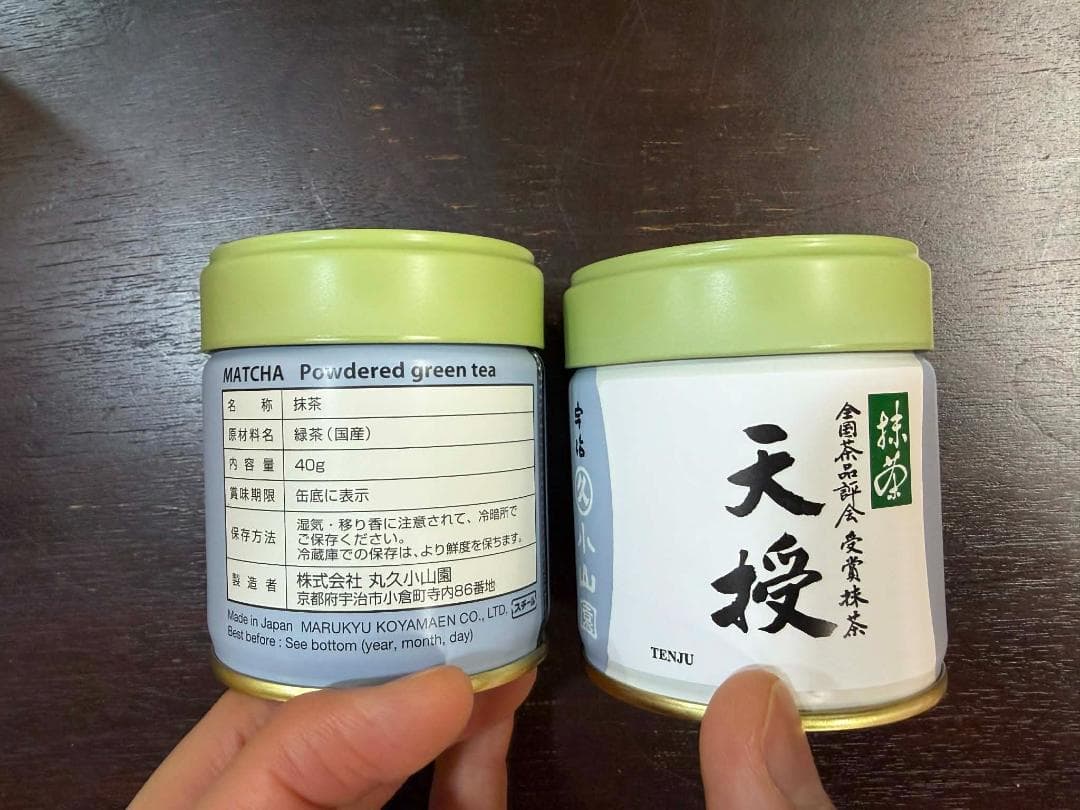 MATCHA Powdered green tea
名称 抹茶
原材料名 緑茶（国産）
内容量 40g
賞味期限 缶底に表示
保存方法 湿気・移り香に注意されて、冷暗所で
ご保存ください。
冷蔵庫での保存は、より鮮度を保ちます。
製造者 株式会社 丸久小山園
京都府宇治市小倉町寺内86番地
Made in Japan MARUKYU KOYAMAEN CO., LTD. スチール
Best before : See bottom (year, month, day)
抹茶
全国茶品評会 受賞抹茶
天授
TENJU
宇治
久
小山園